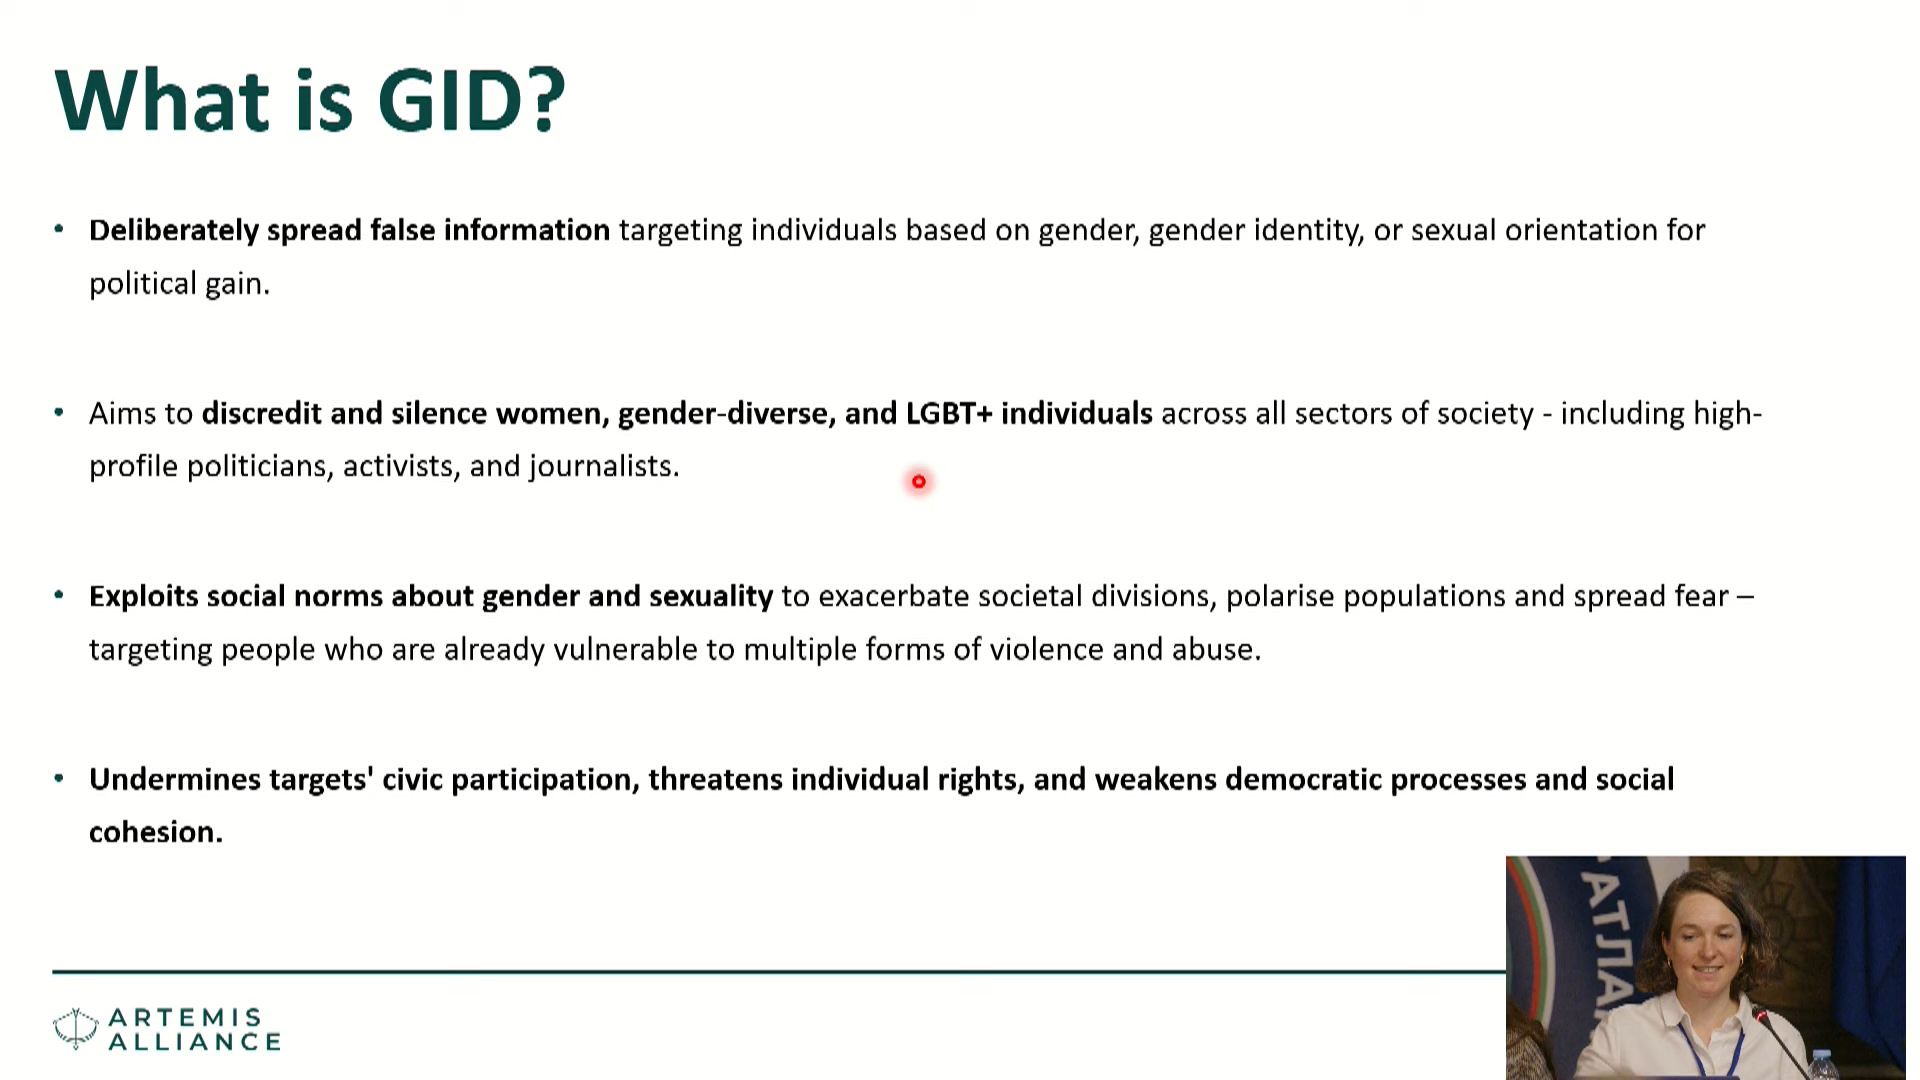 What is GID?
• Deliberately spread false information targeting individuals based on gender, gender identity, or sexual orientation for
political gain.
• Aims to discredit and silence women, gender-diverse, and LGBT+ individuals across all sectors of society - including high-
profile politicians, activists, and journalists.
• Exploits social norms about gender and sexuality to exacerbate societal divisions, polarise populations and spread fear –
targeting people who are already vulnerable to multiple forms of violence and abuse.
• Undermines targets' civic participation, threatens individual rights, and weakens democratic processes and social
cohesion.
ARTEMIS
ALLIANCE
АТЛА